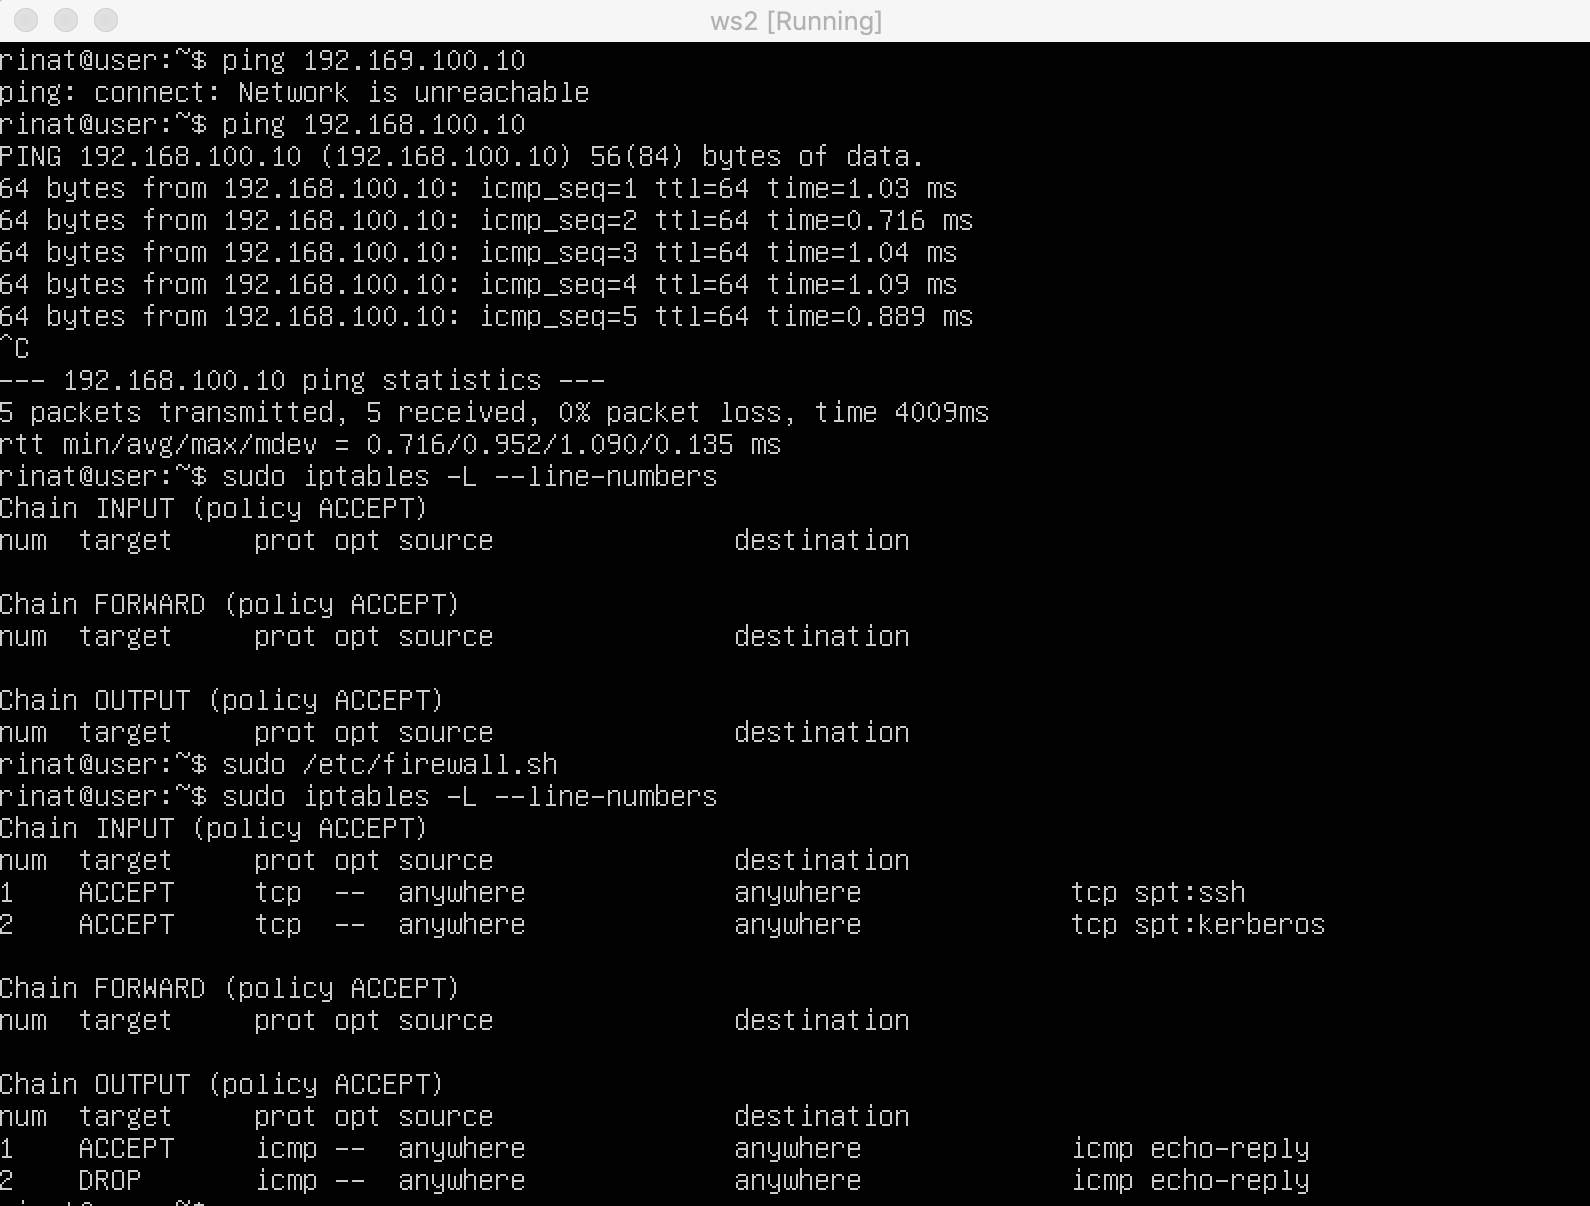 ws2 [Running]
rinat@user:~$ ping 192.169.100.10
ping: connect: Network is unreachable
rinat@user:~$ ping 192.168.100.10
PING 192.168.100.10 (192.168.100.10) 56(84) bytes of data.
64 bytes from 192.168.100.10: icmp_seq=1 ttl=64 time=1.03 ms
64 bytes from 192.168.100.10: icmp_seq=2 ttl=64 time=0.716 ms
64 bytes from 192.168.100.10: icmp_seq=3 ttl=64 time=1.04 ms
64 bytes from 192.168.100.10: icmp_seq=4 ttl=64 time=1.09 ms
64 bytes from 192.168.100.10: icmp_seq=5 ttl=64 time=0.889 ms
^C
--- 192.168.100.10 ping statistics ---
5 packets transmitted, 5 received, 0% packet loss, time 4009ms
rtt min/avg/max/mdev = 0.716/0.952/1.090/0.135 ms
rinat@user:~$ sudo iptables -L --line-numbers
Chain INPUT (policy ACCEPT)
num  target     prot opt source               destination

Chain FORWARD (policy ACCEPT)
num  target     prot opt source               destination

Chain OUTPUT (policy ACCEPT)
num  target     prot opt source               destination
rinat@user:~$ sudo /etc/firewall.sh
rinat@user:~$ sudo iptables -L --line-numbers
Chain INPUT (policy ACCEPT)
num  target     prot opt source               destination
1    ACCEPT     tcp  --  anywhere             anywhere             tcp spt:ssh
2    ACCEPT     tcp  --  anywhere             anywhere             tcp spt:kerberos

Chain FORWARD (policy ACCEPT)
num  target     prot opt source               destination

Chain OUTPUT (policy ACCEPT)
num  target     prot opt source               destination
1    ACCEPT     icmp --  anywhere             anywhere             icmp echo-reply
2    DROP       icmp --  anywhere             anywhere             icmp echo-reply